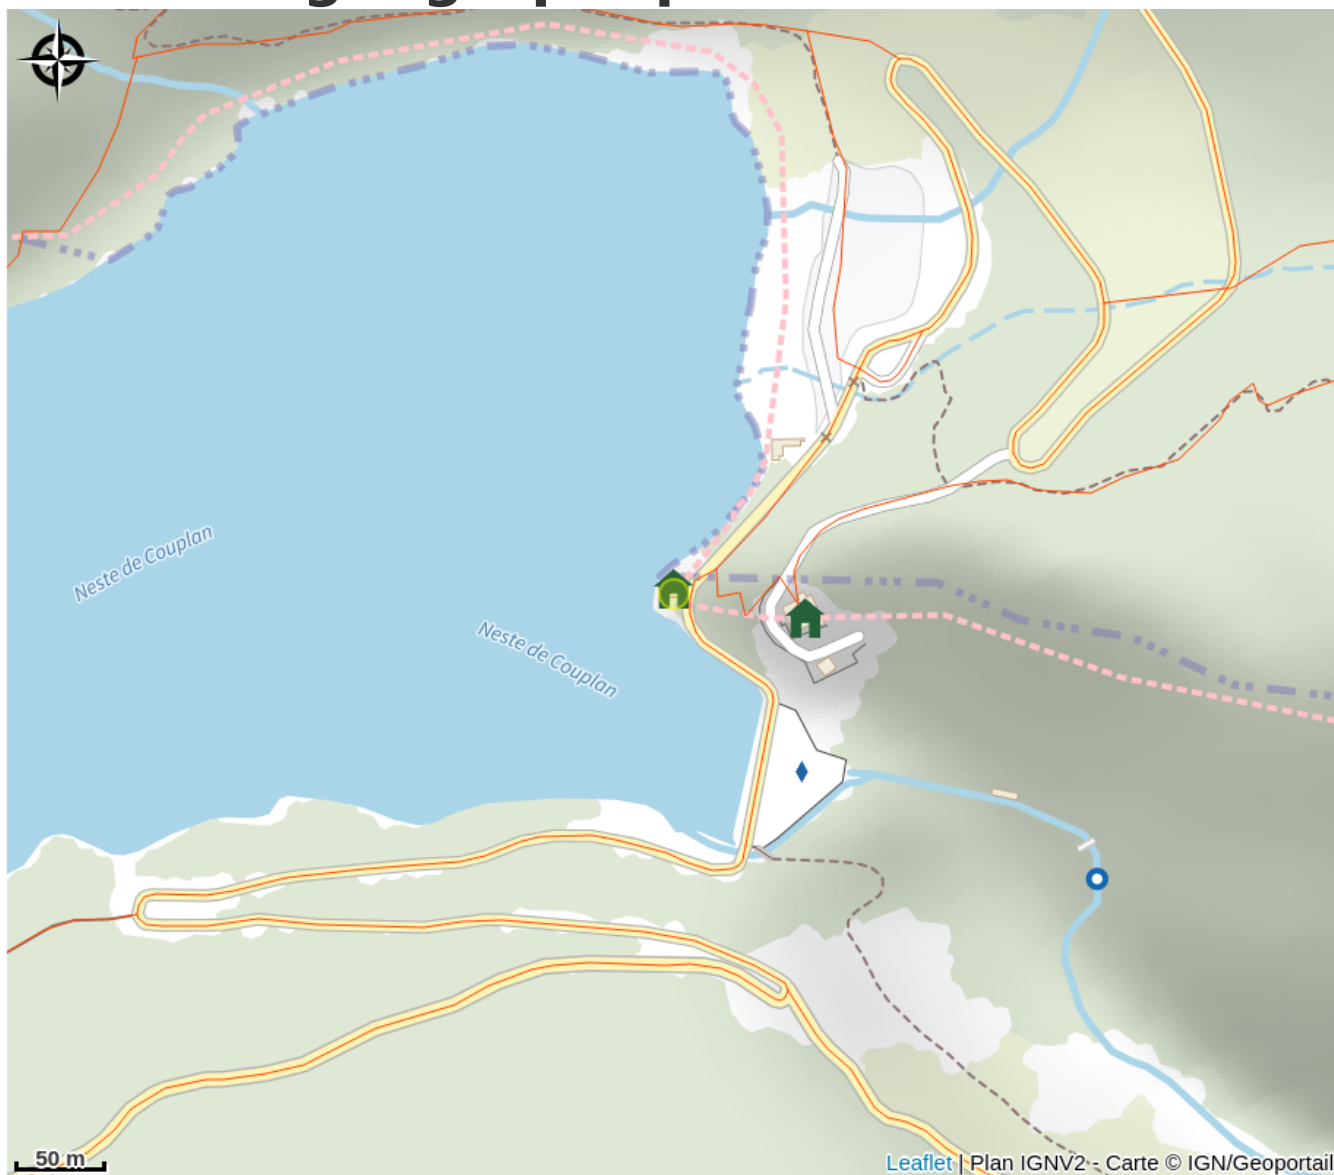 Neste de Couplan
Neste de Couplan
50 m
Leaflet | Plan IGNV2 - Carte © IGN/Geoportail